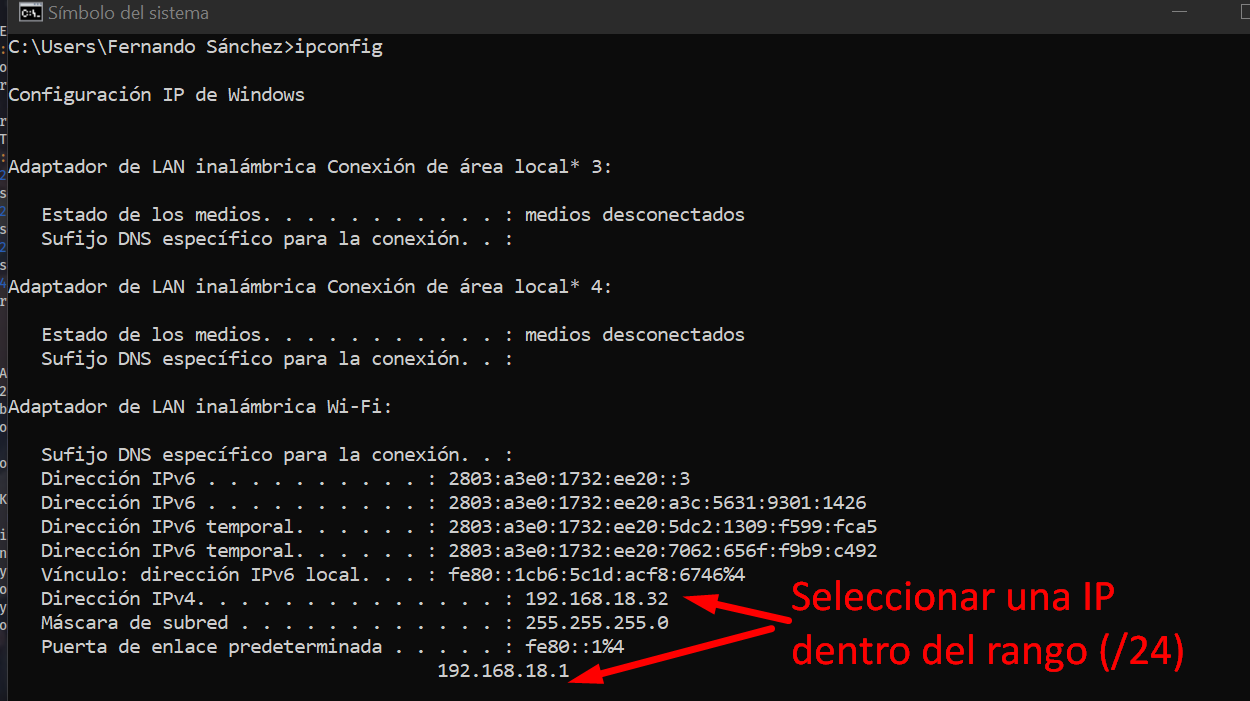 Símbolo del sistema
C:\Users\Fernando Sánchez>ipconfig
Configuración IP de Windows
Adaptador de LAN inalámbrica Conexión de área local* 3:
Estado de los medios. . . . . . . . . . . : medios desconectados
Sufijo DNS específico para la conexión. . :
Adaptador de LAN inalámbrica Conexión de área local* 4:
Estado de los medios. . . . . . . . . . . : medios desconectados
Sufijo DNS específico para la conexión. . :
Adaptador de LAN inalámbrica Wi-Fi:
Sufijo DNS específico para la conexión. . :
Dirección IPv6 . . . . . . . . . . : 2803:a3e0:1732:ee20::3
Dirección IPv6 . . . . . . . . . . : 2803:a3e0:1732:ee20:a3c:5631:9301:1426
Dirección IPv6 temporal. . . . . . : 2803:a3e0:1732:ee20:5dc2:1309:f599:fca5
Dirección IPv6 temporal. . . . . . : 2803:a3e0:1732:ee20:7062:656f:f9b9:c492
Vínculo: dirección IPv6 local. . . : fe80::1cb6:5c1d:acf8:6746%4
Dirección IPv4. . . . . . . . . . . . . . : 192.168.18.32
Máscara de subred . . . . . . . . . . . . : 255.255.255.0
Puerta de enlace predeterminada . . . . . : fe80::1%4
192.168.18.1
Seleccionar una IP
dentro del rango (/24)